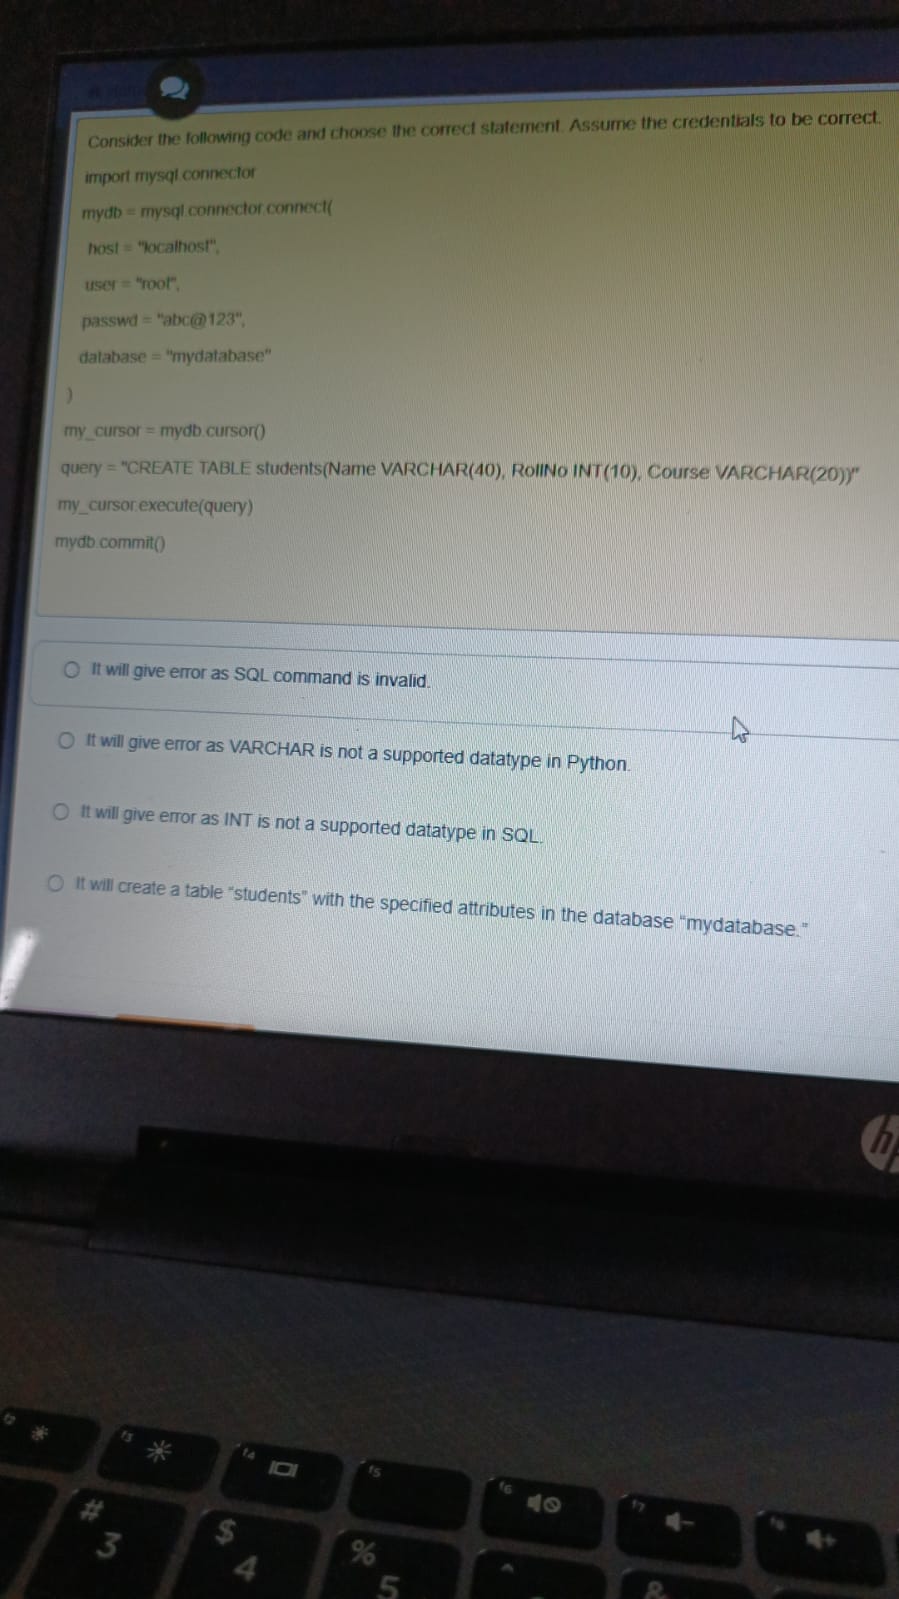 Consider the following code and choose the correct statement. Assume the credentials to be correct.
import mysql.connector
mydb = mysql.connector.connect(
host = "localhost",
user = "root",
passwd = "abc@123",
database = "mydatabase"
)
my_cursor = mydb.cursor()
query = "CREATE TABLE students(Name VARCHAR(40), RollNo INT(10), Course VARCHAR(20))"
my_cursor.execute(query)
mydb.commit()
It will give error as SQL command is invalid.
It will give error as VARCHAR is not a supported datatype in Python.
It will give error as INT is not a supported datatype in SQL.
It will create a table "students" with the specified attributes in the database "mydatabase."
hp
f2 f3 f4 f5 f6 f7 f8
# $ % ^ &
3 4 5